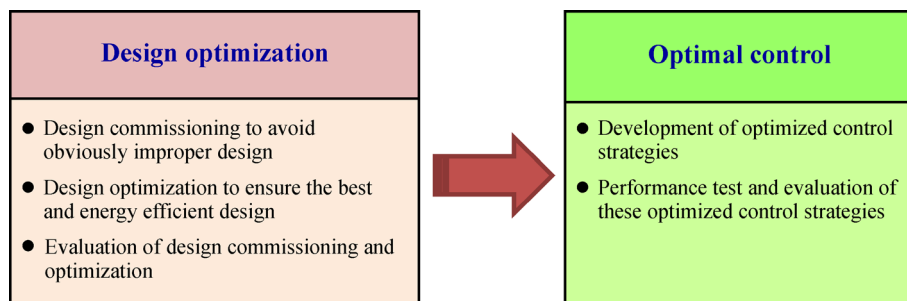 Design optimization
● Design commissioning to avoid
obviously improper design
● Design optimization to ensure the best
and energy efficient design
● Evaluation of design commissioning and
optimization
Optimal control
● Development of optimized control
strategies
● Performance test and evaluation of
these optimized control strategies